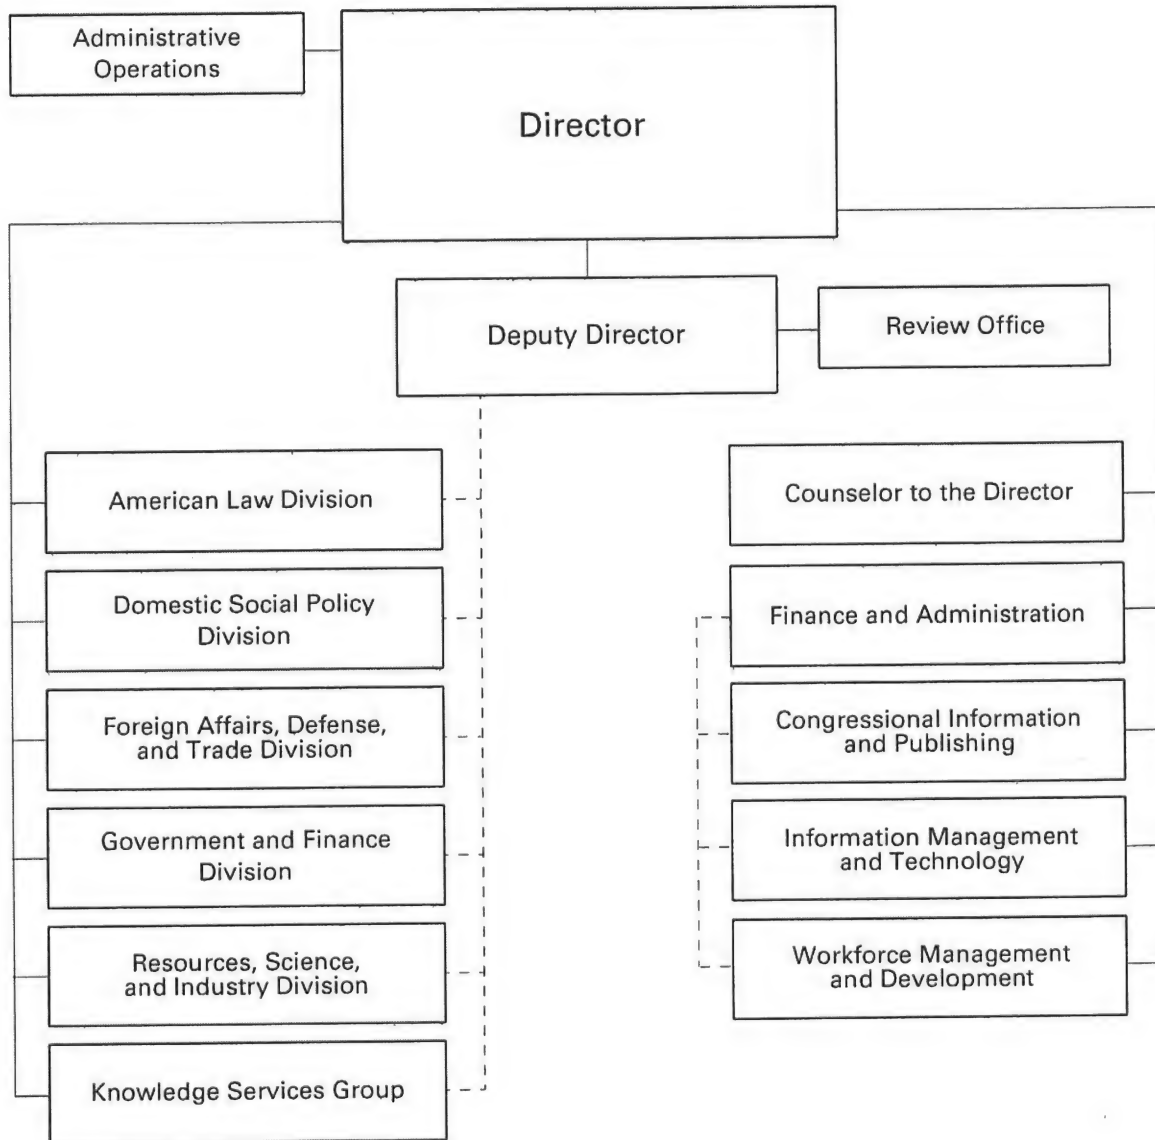 Administrative
Operations
Director
Deputy Director
Review Office
American Law Division
Domestic Social Policy
Division
Foreign Affairs, Defense,
and Trade Division
Government and Finance
Division
Resources, Science,
and Industry Division
Knowledge Services Group
Counselor to the Director
Finance and Administration
Congressional Information
and Publishing
Information Management
and Technology
Workforce Management
and Development